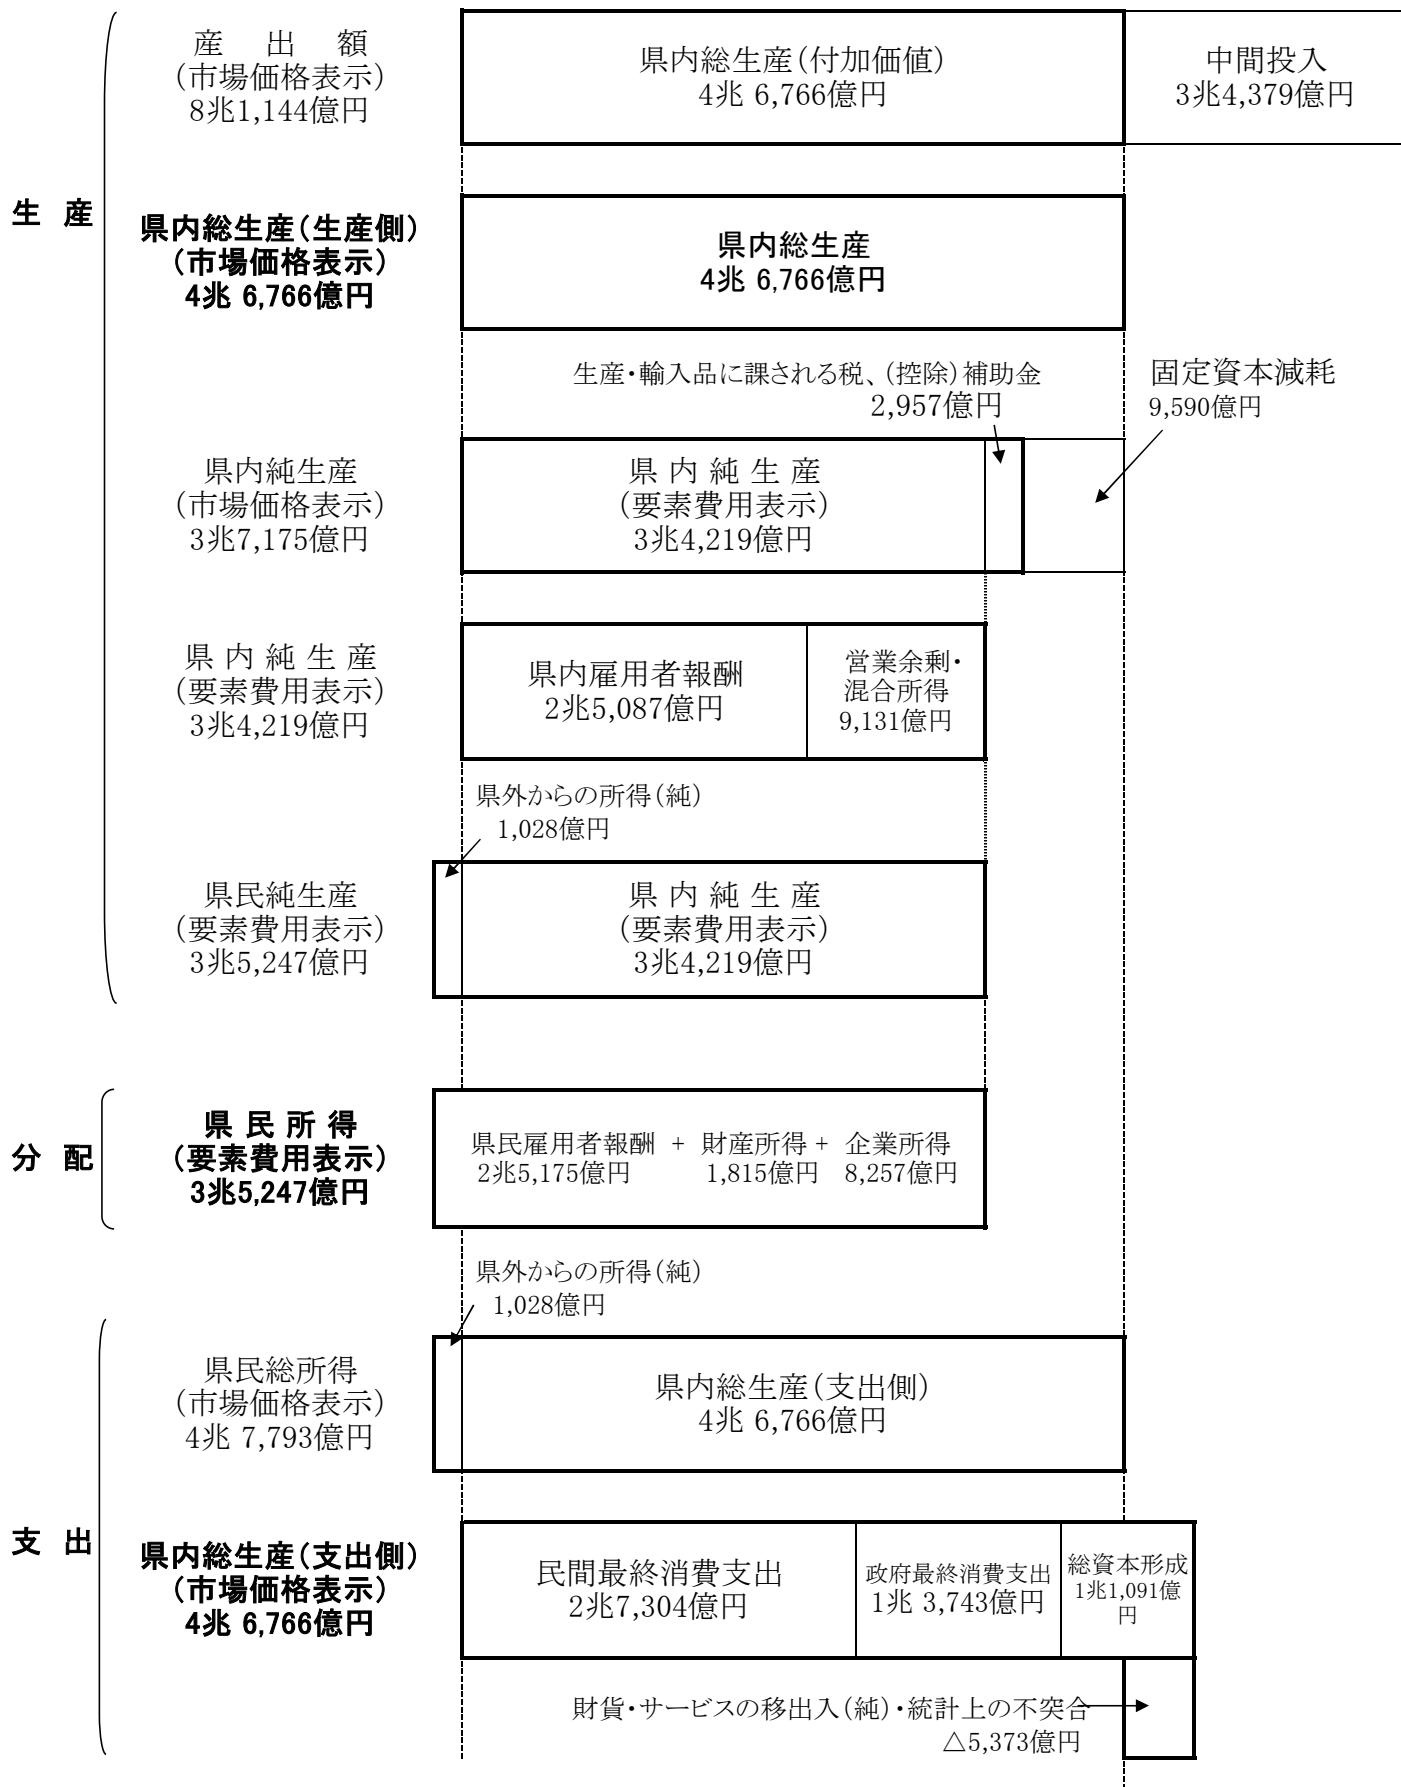 産 出 額
（市場価格表示）
8兆1,144億円
県内総生産（付加価値）
4兆 6,766億円
中間投入
3兆4,379億円
生 産
県内総生産（生産側）
（市場価格表示）
4兆 6,766億円
県内総生産
4兆 6,766億円
生産・輸入品に課される税、（控除）補助金
2,957億円
固定資本減耗
9,590億円
県内純生産
（市場価格表示）
3兆7,175億円
県 内 純 生 産
（要素費用表示）
3兆4,219億円
県 内 純 生 産
（要素費用表示）
3兆4,219億円
県内雇用者報酬
2兆5,087億円
営業余剰・
混合所得
9,131億円
県外からの所得（純）
1,028億円
県民純生産
（要素費用表示）
3兆5,247億円
県 内 純 生 産
（要素費用表示）
3兆4,219億円
分 配
県 民 所 得
（要素費用表示）
3兆5,247億円
県民雇用者報酬 + 財産所得 + 企業所得
2兆5,175億円 1,815億円 8,257億円
県外からの所得（純）
1,028億円
県民総所得
（市場価格表示）
4兆 7,793億円
県内総生産（支出側）
4兆 6,766億円
支 出
県内総生産（支出側）
（市場価格表示）
4兆 6,766億円
民間最終消費支出
2兆7,304億円
政府最終消費支出
1兆 3,743億円
総資本形成
1兆1,091億
円
財貨・サービスの移出入（純）・統計上の不突合
△5,373億円